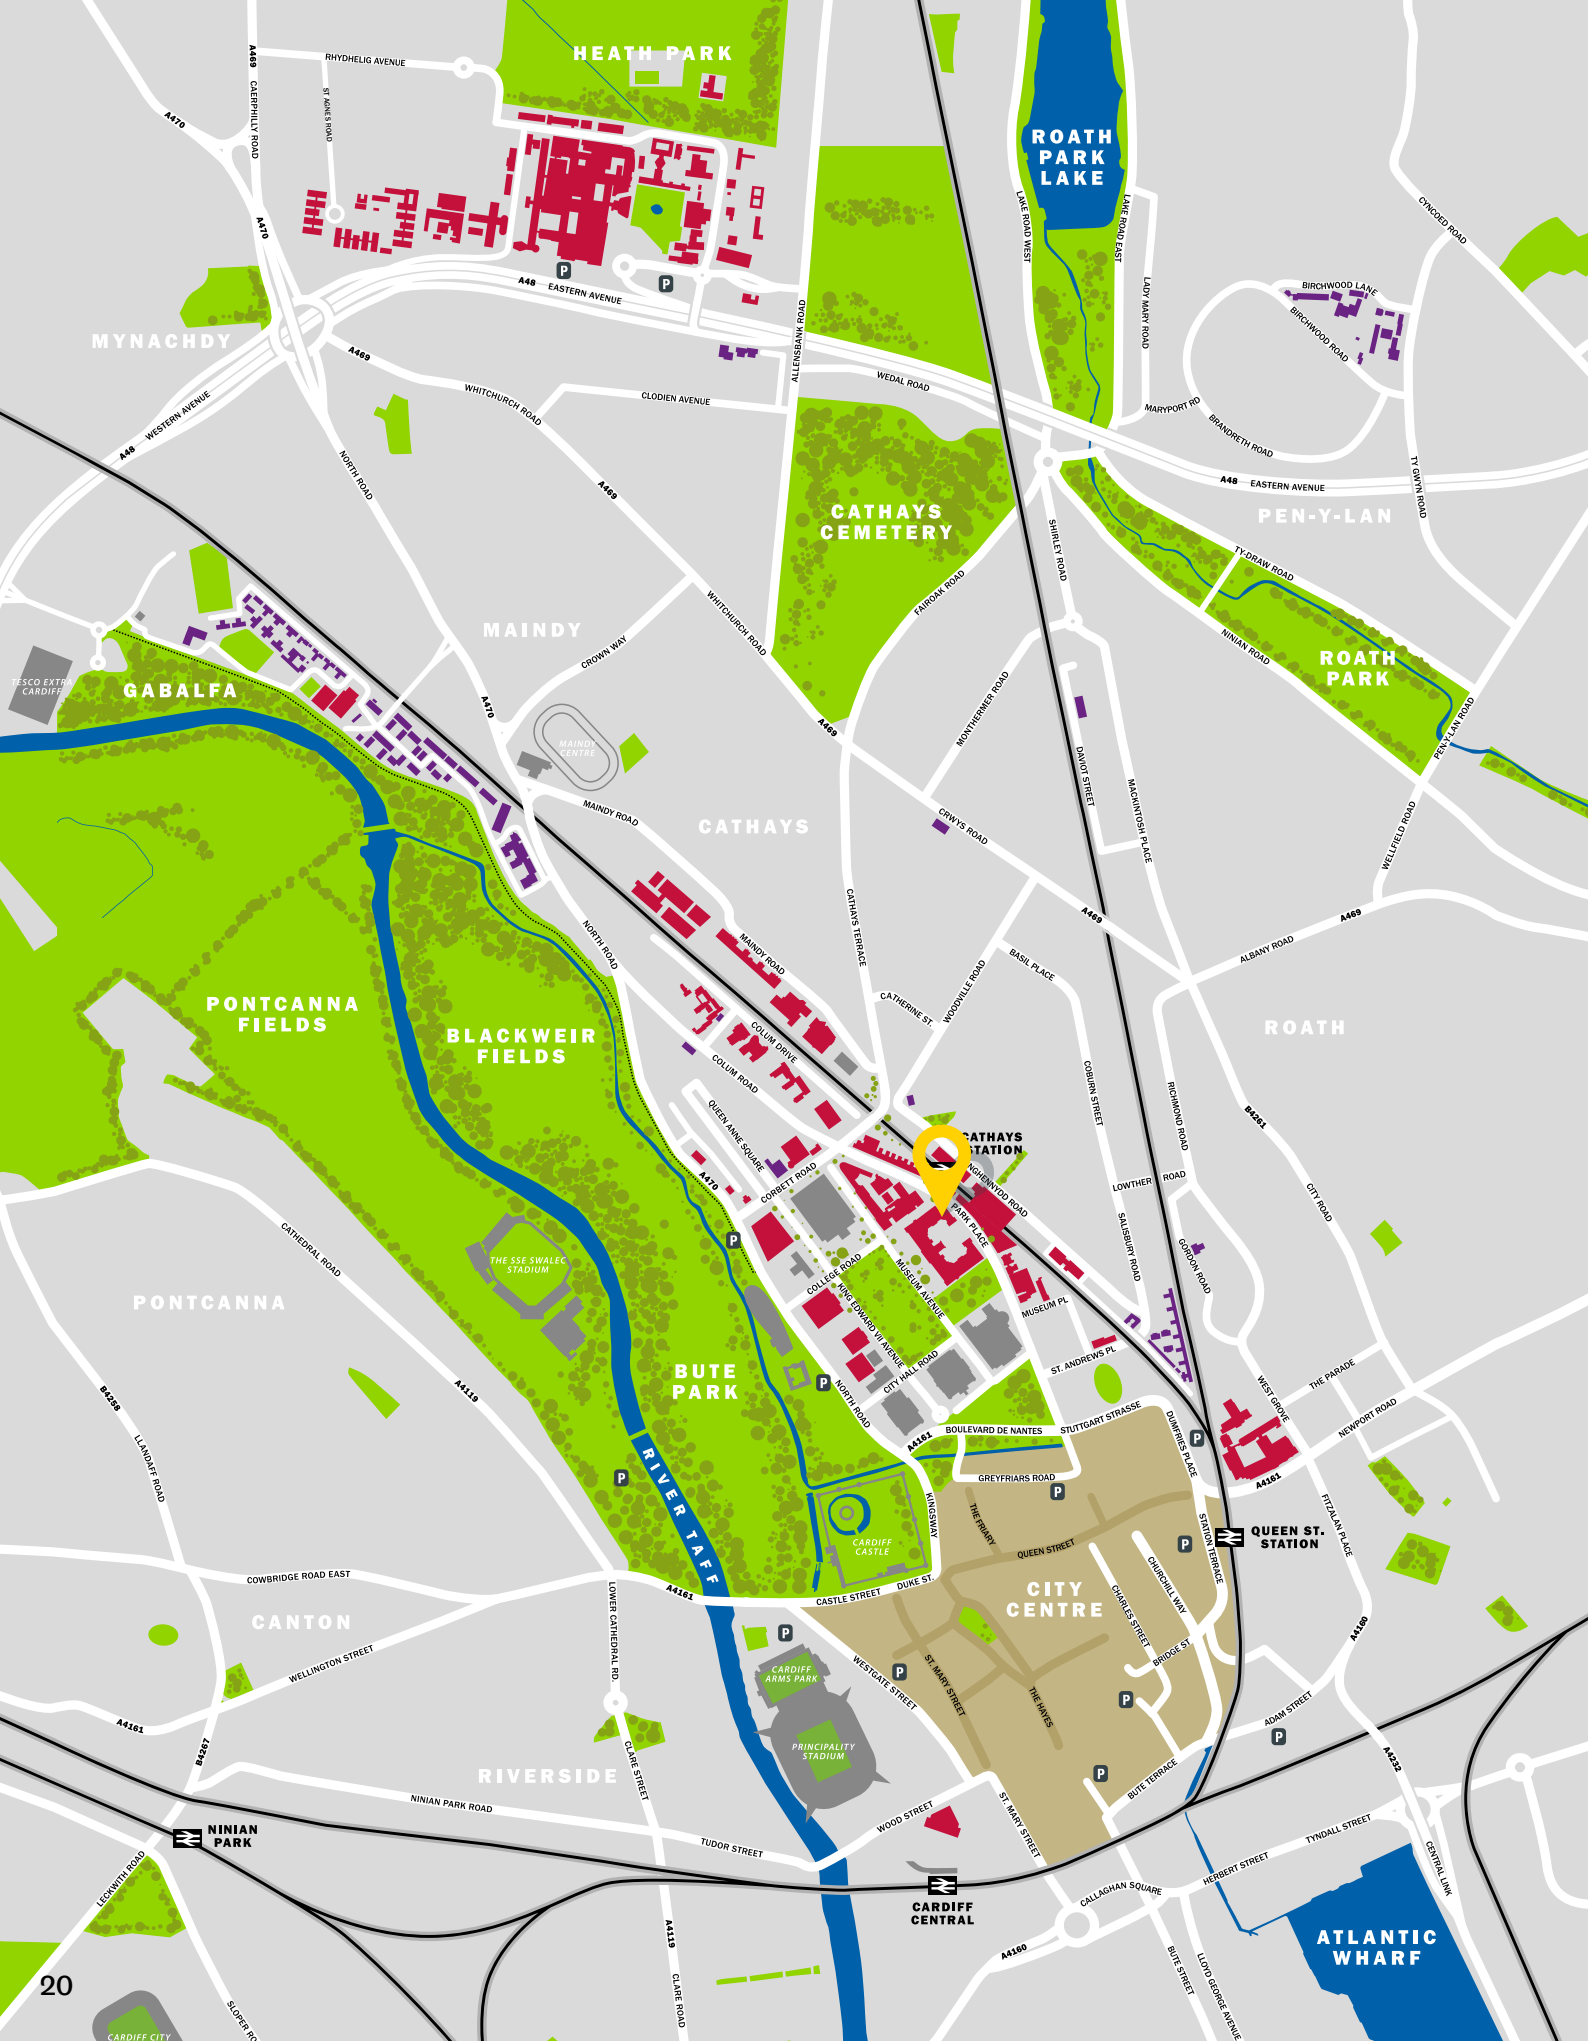 HEATH PARK
RHYDHELIG AVENUE
A469
CAERPHILLY ROAD
ST AGNES ROAD
A470
A470
ROATH
PARK
LAKE
LAKE ROAD WEST
LAKE ROAD EAST
LADY MARY ROAD
CYNCOED ROAD
BIRCHWOOD LANE
BIRCHWOOD ROAD
P
P
A48
EASTERN AVENUE
ALLENSBANK ROAD
MYNACHDY
A469
WHITCHURCH ROAD
CLODIEN AVENUE
WEDAL ROAD
MARYPORT RD
BRANDRETH ROAD
WESTERN AVENUE
A48
NORTH ROAD
A469
CATHAYS
CEMETERY
TY GWYN ROAD
A48
EASTERN AVENUE
PEN-Y-LAN
SHIRLEY ROAD
TY-DRAW ROAD
FAIROAK ROAD
WHITCHURCH ROAD
MAINDY
CROWN WAY
NINIAN ROAD
ROATH
PARK
TESCO EXTRA
CARDIFF
GABALFA
A470
MONTHERMER ROAD
A469
PEN-Y-LAN ROAD
MAINDY
CENTRE
DAVIOT STREET
MACKINTOSH PLACE
MAINDY ROAD
CATHAYS
CRWYS ROAD
WELLFIELD ROAD
CATHAYS TERRACE
A469
A469
NORTH ROAD
MAINDY ROAD
WOODVILLE ROAD
BASIL PLACE
ALBANY ROAD
PONTCANNA
FIELDS
BLACKWEIR
FIELDS
CATHERINE ST.
ROATH
COLUM DRIVE
COLUM ROAD
COBURN STREET
RICHMOND ROAD
B4261
QUEEN ANNE SQUARE
CATHAYS
STATION
NGHENNYDD ROAD
A470
CORBETT ROAD
LOWTHER ROAD
CITY ROAD
PARK PLACE
SALISBURY ROAD
CATHEDRAL ROAD
P
THE SSE SWALEC
STADIUM
COLLEGE ROAD
MUSEUM AVENUE
GORDON ROAD
PONTCANNA
KING EDWARD VII AVENUE
MUSEUM PL
BUTE
PARK
P
CITY HALL ROAD
ST. ANDREWS PL
THE PARADE
B4258
A4119
NORTH ROAD
WEST GROVE
NEWPORT ROAD
LLANDAFF ROAD
A4161
BOULEVARD DE NANTES
STUTTGART STRASSE
DUMFRIES PLACE
P
P
RIVER TAFF
GREYFRIARS ROAD
P
A4161
KINGSWAY
THE FRIARY
FITZALAN PLACE
CARDIFF
CASTLE
QUEEN STREET
P
STATION TERRACE
QUEEN ST.
STATION
COWBRIDGE ROAD EAST
A4161
CASTLE STREET
DUKE ST.
CITY
CENTRE
CHARLES STREET
CHURCHILL WAY
CANTON
LOWER CATHEDRAL RD.
P
A4160
WELLINGTON STREET
CARDIFF
ARMS PARK
WESTGATE STREET
P
ST. MARY STREET
BRIDGE ST
THE HAYES
P
ADAM STREET
A4161
B4267
CLARE STREET
PRINCIPALITY
STADIUM
P
A4232
RIVERSIDE
P
BUTE TERRACE
NINIAN PARK ROAD
WOOD STREET
ST. MARY STREET
TYNDALL STREET
NINIAN
PARK
TUDOR STREET
CENTRAL LINK
LECKWITH ROAD
HERBERT STREET
CALLAGHAN SQUARE
CARDIFF
CENTRAL
A4119
A4160
ATLANTIC
WHARF
BUTE STREET
LLOYD GEORGE AVENUE
CLARE ROAD
20
SLOPER RO
CARDIFF CITY